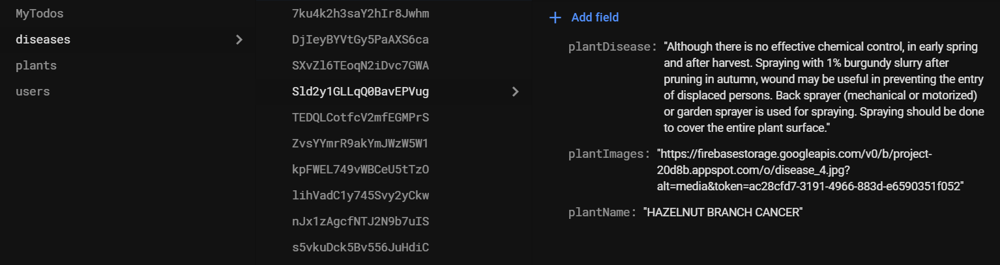 MyTodos
diseases
plants
users
7ku4k2h3saY2hIr8Jwhm
DjIeyBYVtGy5PaAXS6ca
SXvZl6TEoqN2iDvc7GWA
Sld2y1GLLqQ0BavEPVug
TEDQLCotfcV2mfEGMPrS
ZvsYYmrR9akYmJWzW5W1
kpFWEL749vWBCeU5tTzO
lihVadC1y745Svy2yCkw
nJx1zAgcfNTJ2N9b7uIS
s5vkuDck5Bv556JuHdiC
+ Add field
plantDisease: "Although there is no effective chemical control, in early spring
and after harvest. Spraying with 1% burgundy slurry after
pruning in autumn, wound may be useful in preventing the entry
of displaced persons. Back sprayer (mechanical or motorized)
or garden sprayer is used for spraying. Spraying should be done
to cover the entire plant surface."
plantImages: "https://firebasestorage.googleapis.com/v0/b/project-
20d8b.appspot.com/o/disease_4.jpg?
alt=media&token=ac28cfd7-3191-4966-883d-e6590351f052"
plantName: "HAZELNUT BRANCH CANCER"